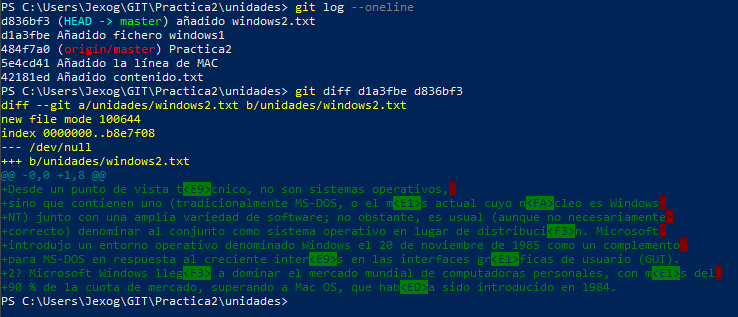 PS C:\Users\Jexog\GIT\Practica2\unidades> git log --oneline
d836bf3 (HEAD -> master) añadido windows2.txt
d1a3fbe Añadido fichero windows1
484f7a0 (origin/master) Practica2
5e4cd41 Añadido la línea de MAC
42181ed Añadido contenido.txt
PS C:\Users\Jexog\GIT\Practica2\unidades> git diff d1a3fbe d836bf3
diff --git a/unidades/windows2.txt b/unidades/windows2.txt
new file mode 100644
index 0000000..b8e7f08
--- /dev/null
+++ b/unidades/windows2.txt
@@ -0,0 +1,8 @@
+Desde un punto de vista t<E9>cnico, no son sistemas operativos,
+sino que contienen uno (tradicionalmente MS-DOS, o el m<E1>s actual cuyo n<FA>cleo es Windows
+NT) junto con una amplia variedad de software; no obstante, es usual (aunque no necesariamente
+correcto) denominar al conjunto como sistema operativo en lugar de distribuci<F3>n. Microsoft
+introdujo un entorno operativo denominado Windows el 20 de noviembre de 1985 como un complemento
+para MS-DOS en respuesta al creciente inter<E9>s en las interfaces gr<E1>ficas de usuario (GUI).
+2? Microsoft Windows lleg<F3> a dominar el mercado mundial de computadoras personales, con m<E1>s del
+90 % de la cuota de mercado, superando a Mac OS, que hab<ED>a sido introducido en 1984.
PS C:\Users\Jexog\GIT\Practica2\unidades>